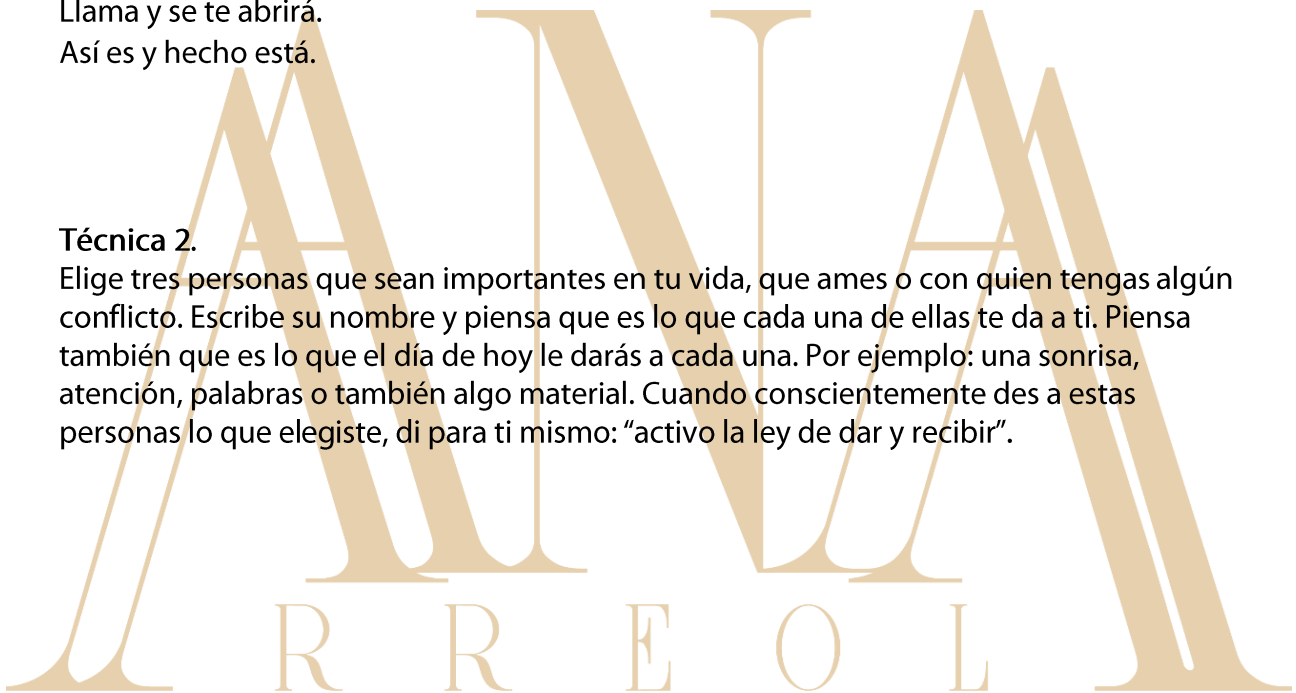 Llama y se te abrirá.
Así es y hecho está.
Técnica 2.
Elige tres personas que sean importantes en tu vida, que ames o con quien tengas algún
conflicto. Escribe su nombre y piensa que es lo que cada una de ellas te da a ti. Piensa
también que es lo que el día de hoy le darás a cada una. Por ejemplo: una sonrisa,
atención, palabras o también algo material. Cuando conscientemente des a estas
personas lo que elegiste, di para ti mismo: “activo la ley de dar y recibir”.
ANA
RREOL